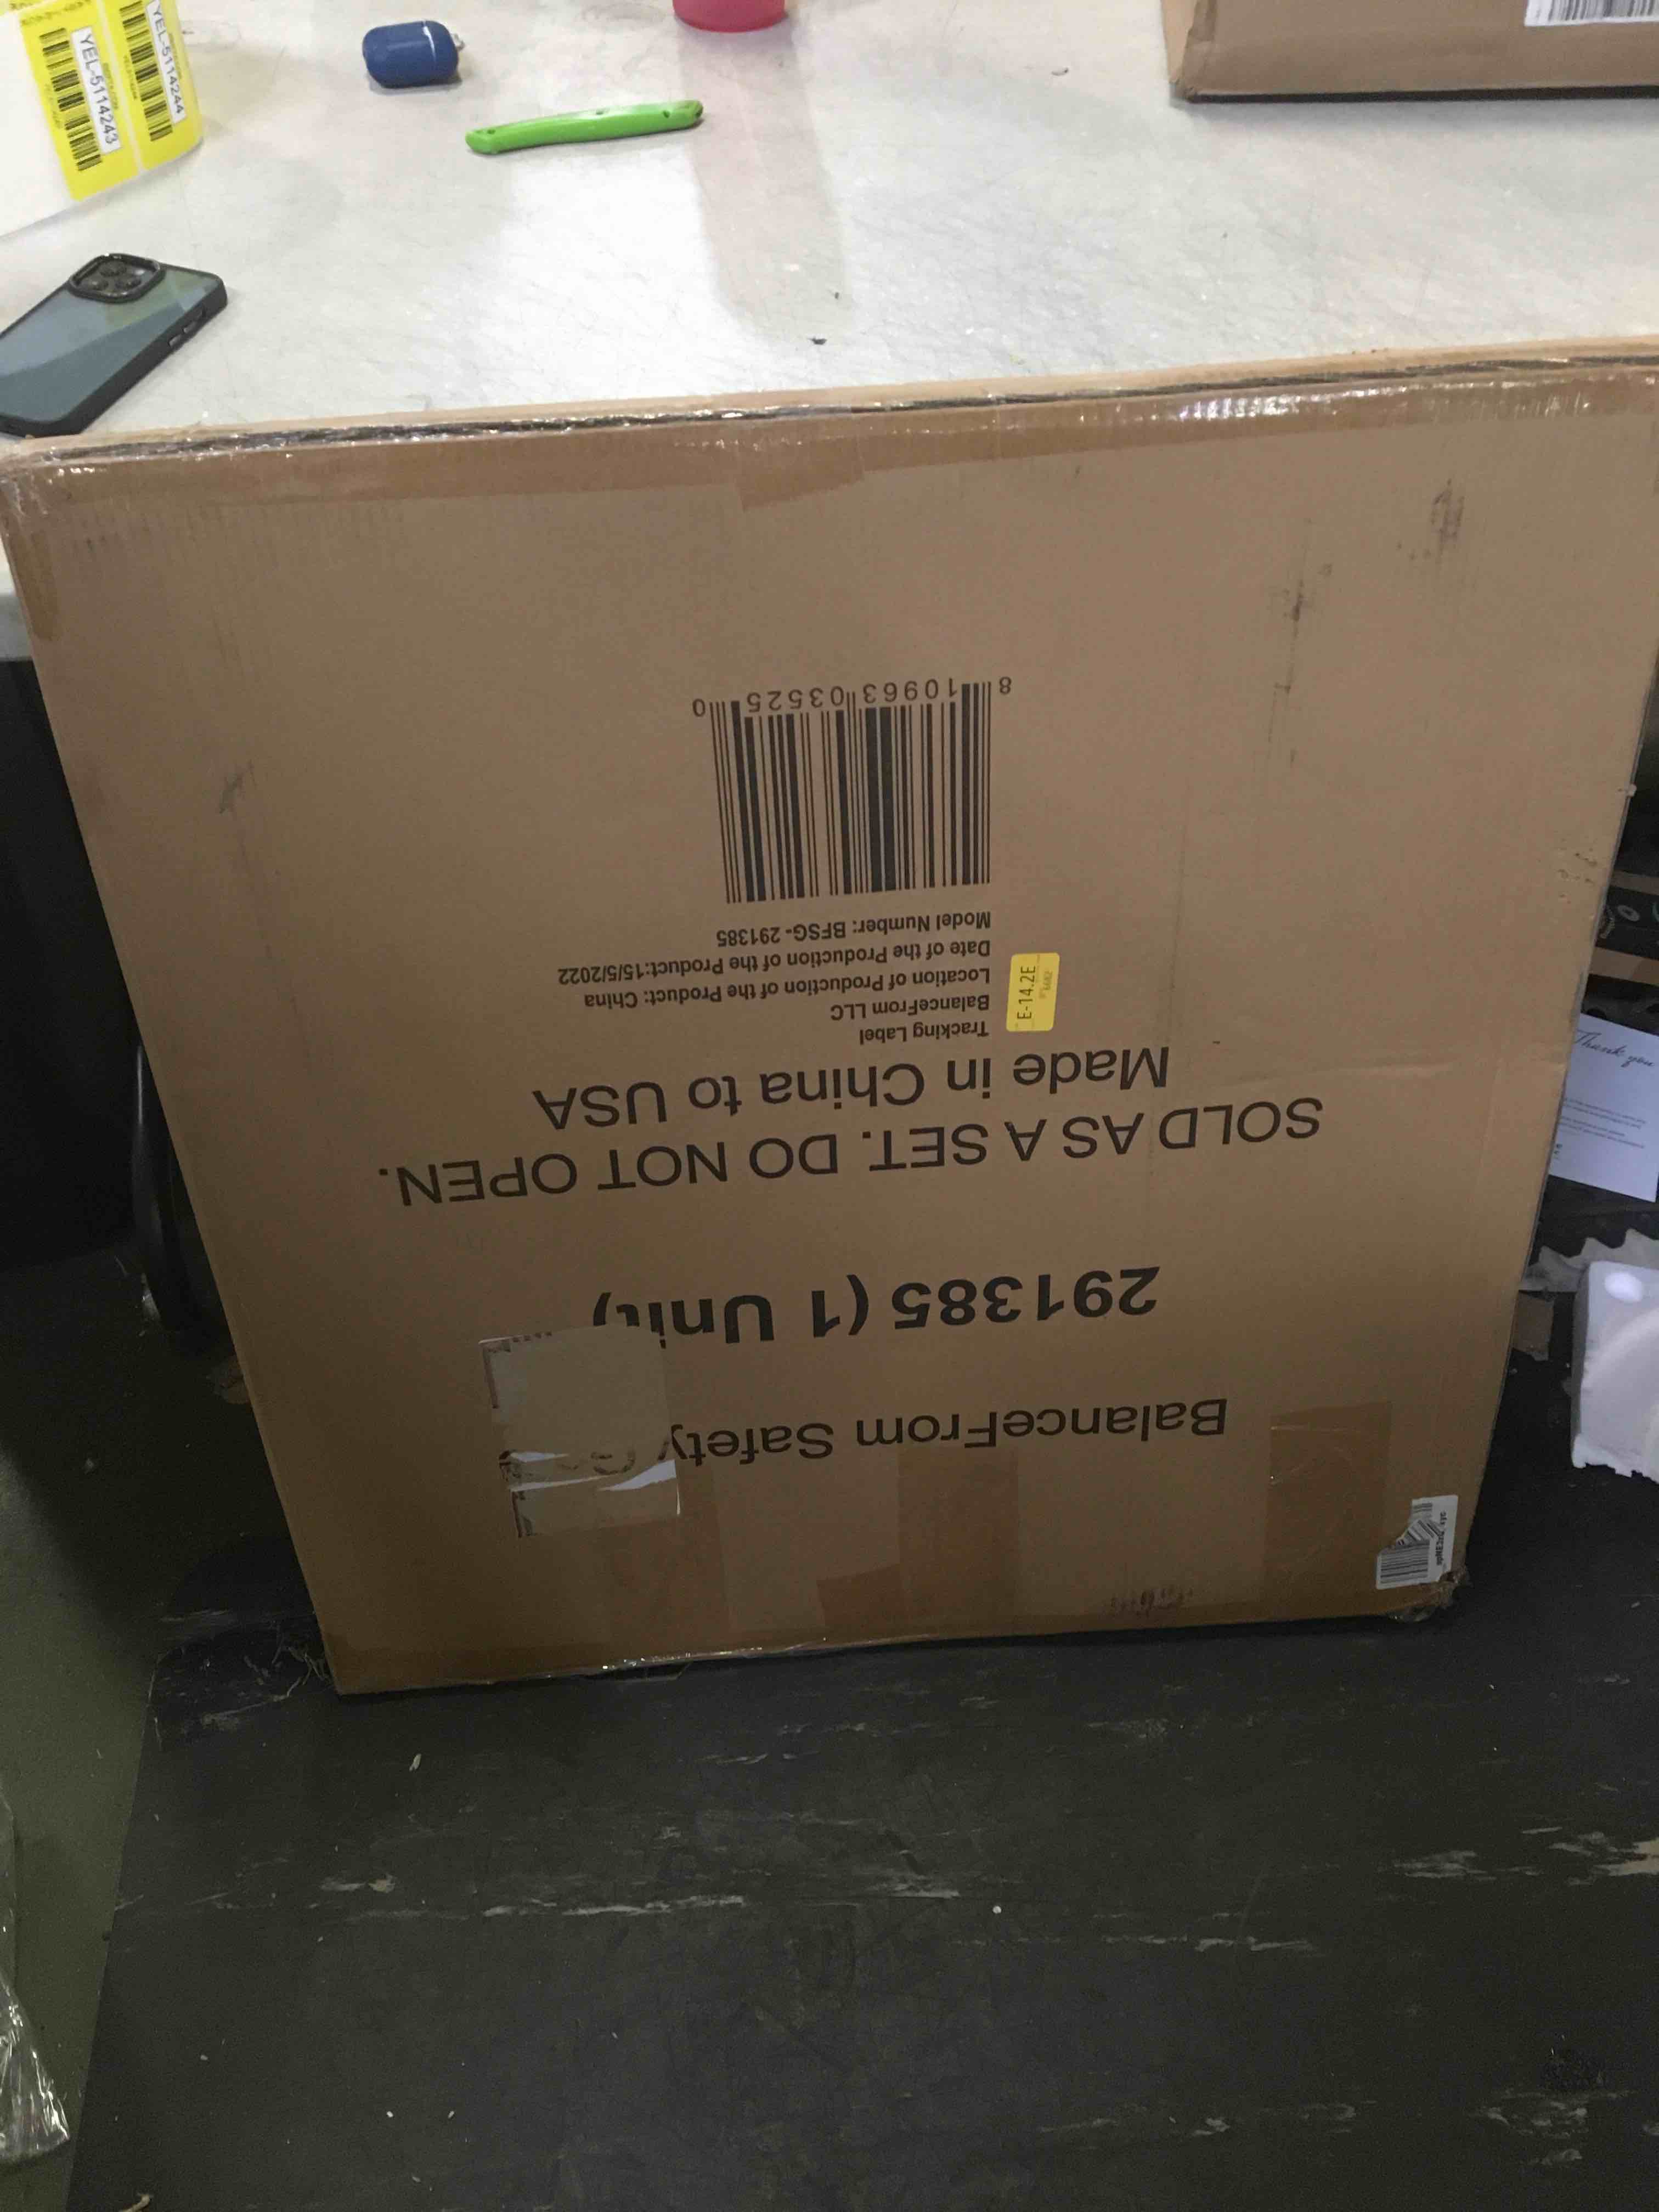 BalanceFrom Safety
291385 (1 Unit)
SOLD AS A SET. DO NOT OPEN.
Made in China to USA
Tracking Label
BalanceFrom LLC
Location of Production of the Product: China
Date of the Production of the Product:15/5/2022
Model Number: BFSG- 291385
8 10963 03525 0
E-14.2E
YEL-5114243
YEL-5114244
Thank you